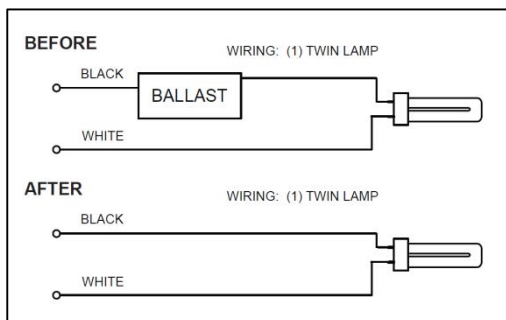 BEFORE
WIRING: (1) TWIN LAMP
BLACK
BALLAST
WHITE
AFTER
WIRING: (1) TWIN LAMP
BLACK
WHITE